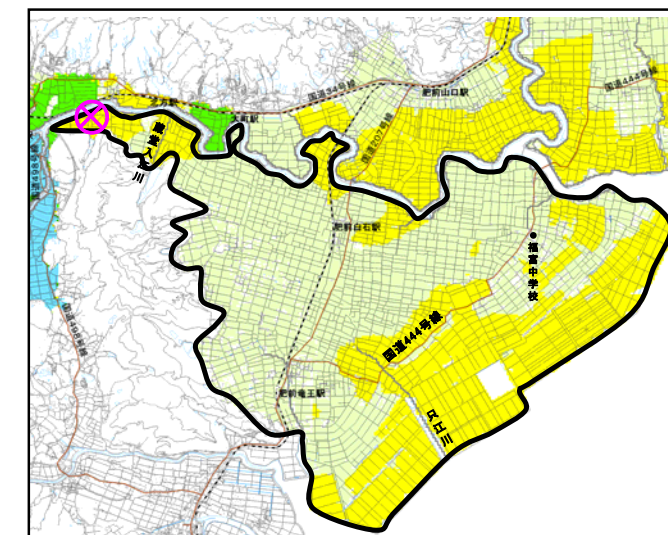 国道34号線
国道444号線
肥前山口駅
北方駅
大町駅
国道207号線
国道498号線
肥前白石駅
福富中学校
国道498号線
国道444号線
肥前竜王駅
只江川